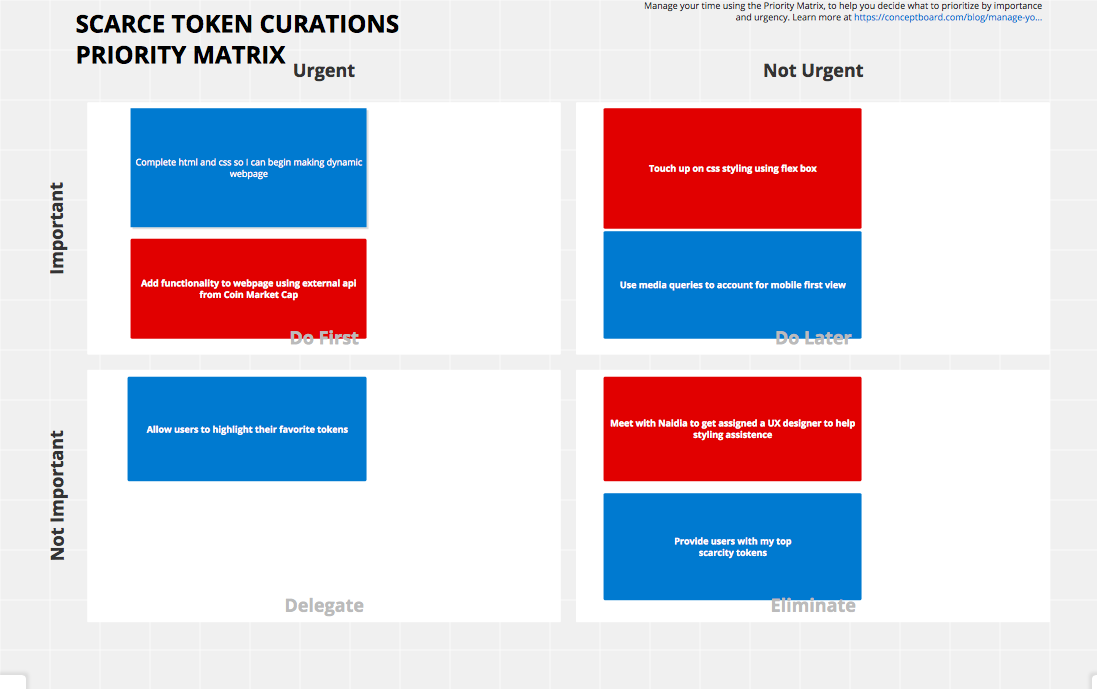 SCARCE TOKEN CURATIONS
PRIORITY MATRIX
Manage your time using the Priority Matrix, to help you decide what to prioritize by importance
and urgency. Learn more at https://conceptboard.com/blog/manage-yo...
Urgent
Not Urgent
Important
Complete html and css so I can begin making dynamic
webpage
Add functionality to webpage using external api
from Coin Market Cap
Do First
Touch up on css styling using flex box
Use media queries to account for mobile first view
Do Later
Not Important
Allow users to highlight their favorite tokens
Delegate
Meet with Naidia to get assigned a UX designer to help
styling assistence
Provide users with my top
scarcity tokens
Eliminate